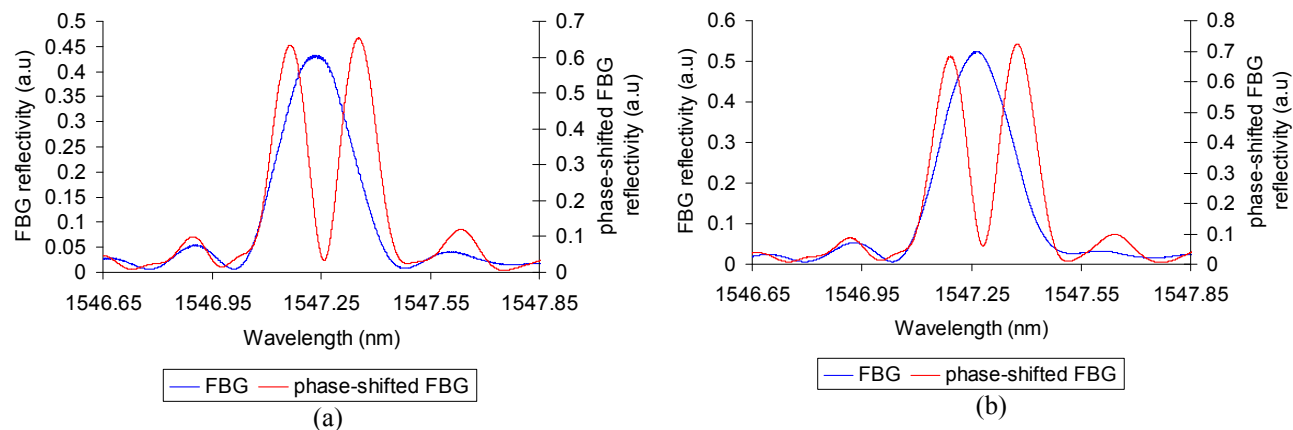 (a)
FBG reflectivity (a.u)
0.5
0.45
0.4
0.35
0.3
0.25
0.2
0.15
0.1
0.05
0
0.7
0.6
0.5
0.4
0.3
0.2
0.1
0
phase-shifted FBG
reflectivity (a.u)
1546.65 1546.95 1547.25 1547.55 1547.85
Wavelength (nm)
FBG phase-shifted FBG
(b)
FBG reflectivity (a.u)
0.6
0.5
0.4
0.3
0.2
0.1
0
0.8
0.7
0.6
0.5
0.4
0.3
0.2
0.1
0
phase-shifted FBG
reflectivity (a.u)
1546.65 1546.95 1547.25 1547.55 1547.85
Wavelength (nm)
FBG phase-shifted FBG